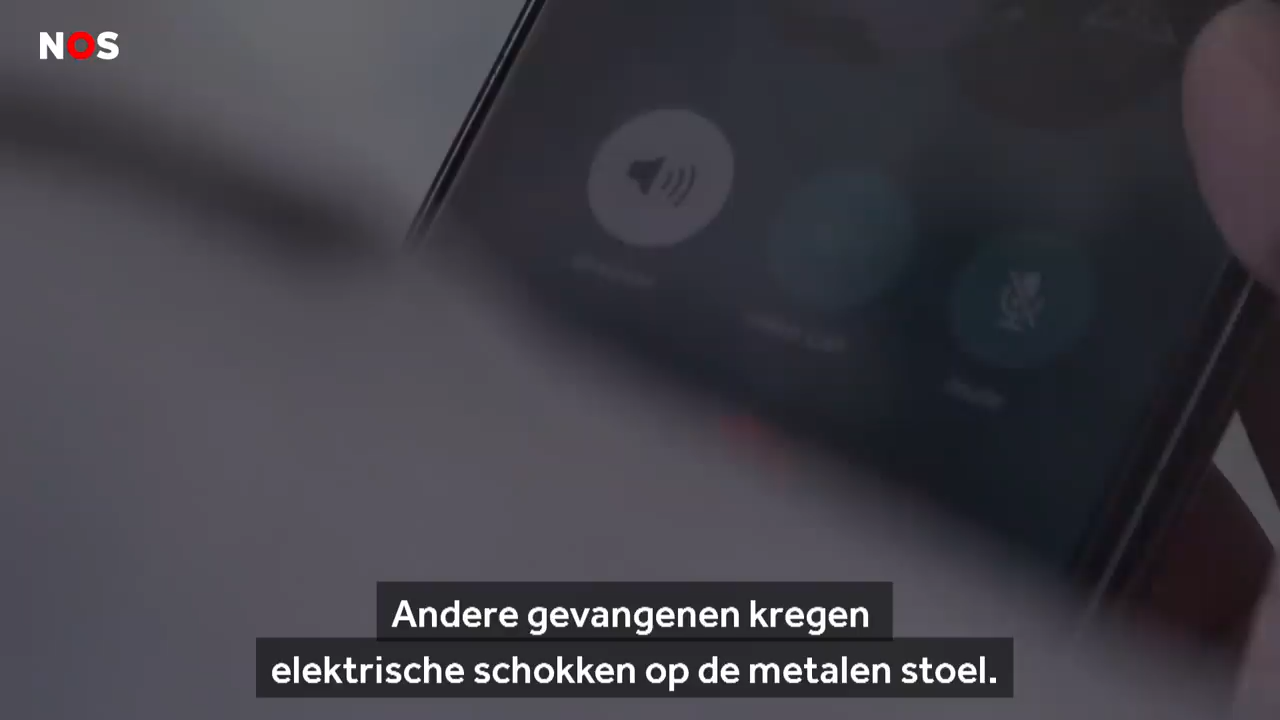 NOS
Andere gevangenen kregen
elektrische schokken op de metalen stoel.